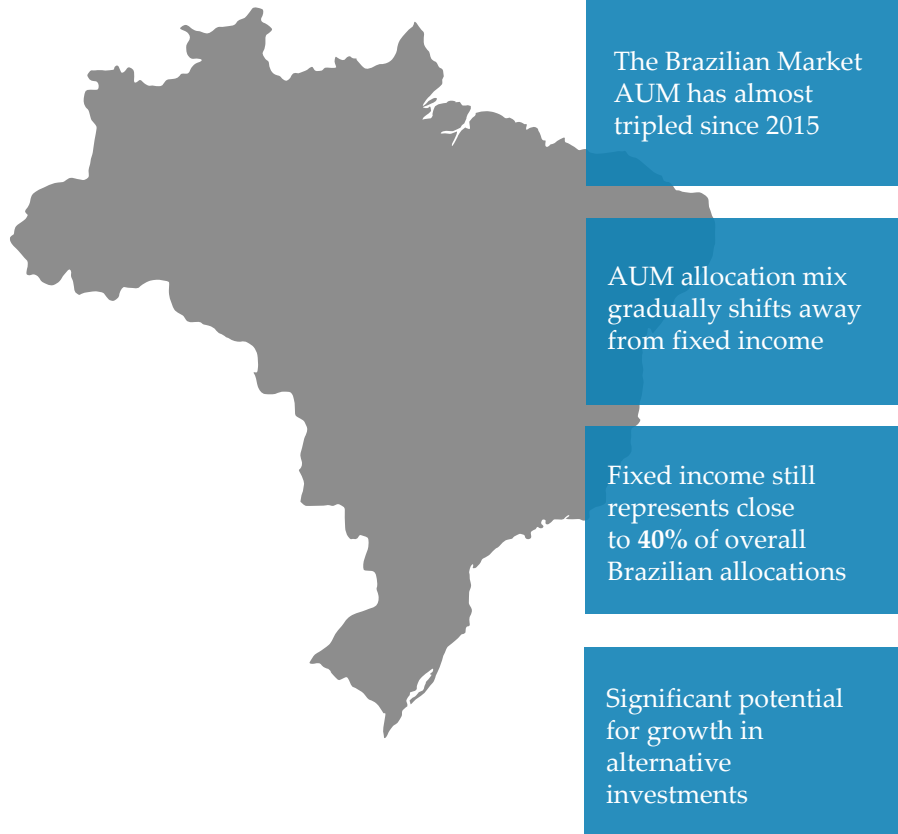 The Brazilian Market
AUM has almost
tripled since 2015
AUM allocation mix
gradually shifts away
from fixed income
Fixed income still
represents close
to 40% of overall
Brazilian allocations
Significant potential
for growth in
alternative
investments